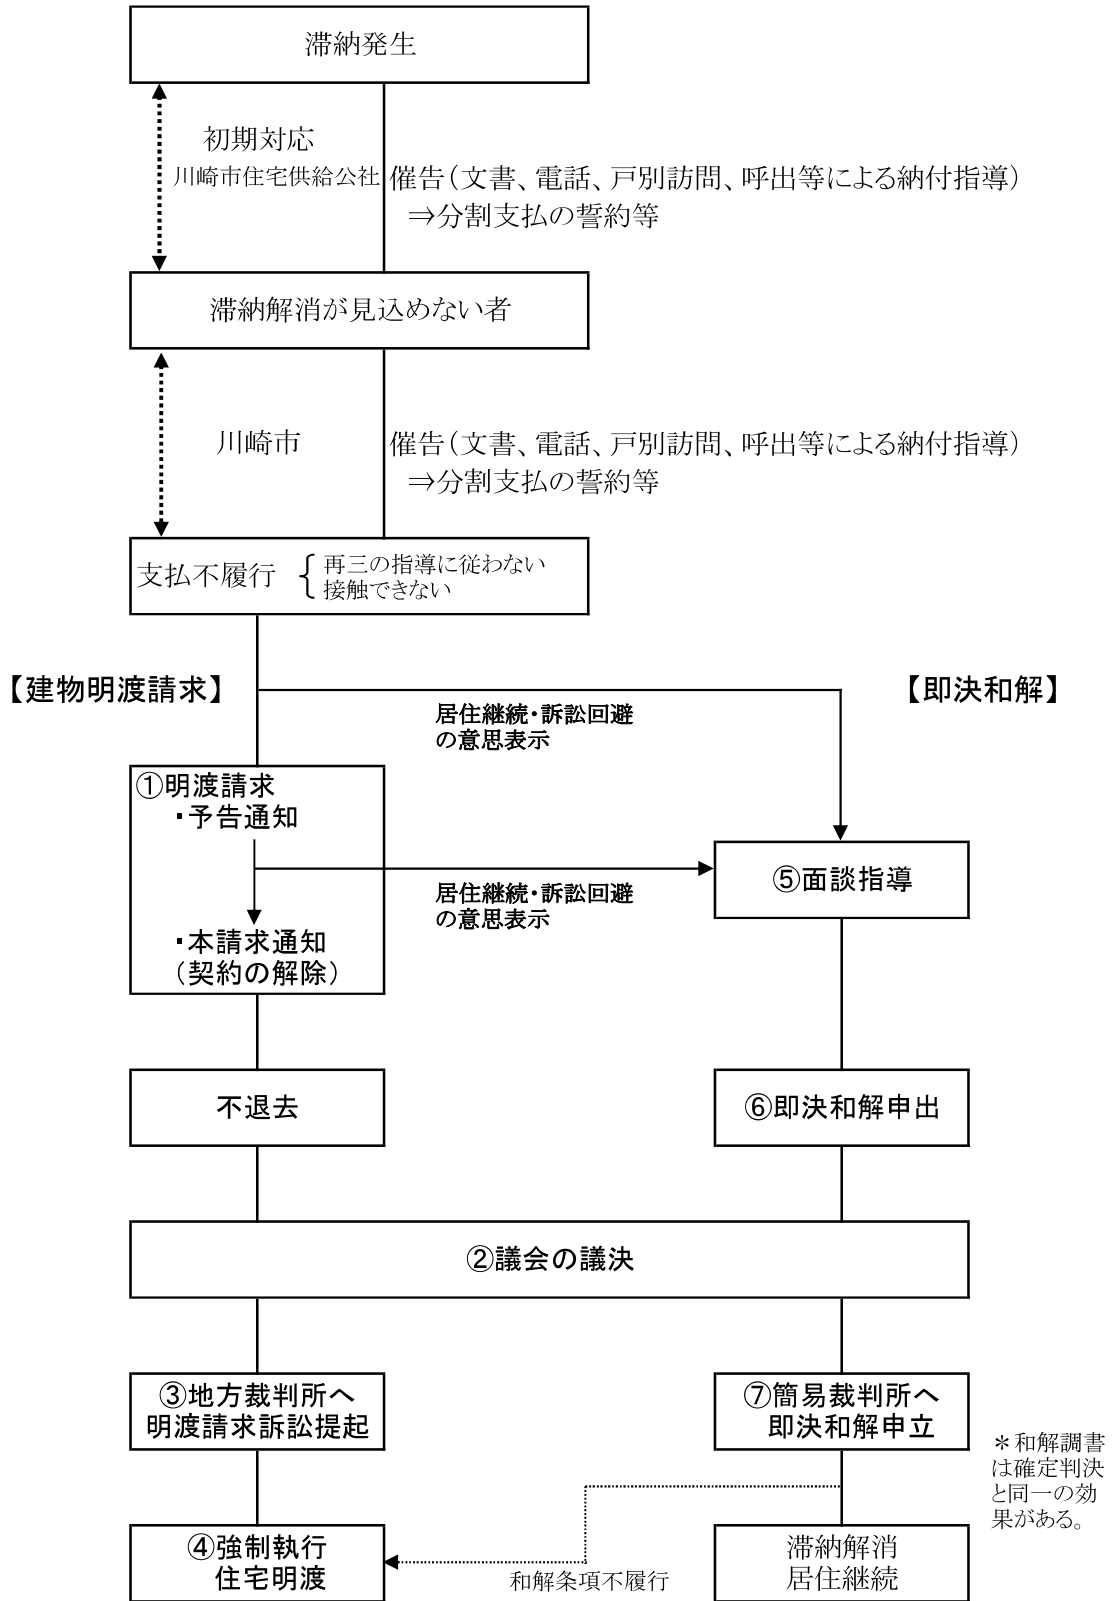 滞納発生
初期対応
川崎市住宅供給公社
催告(文書、電話、戸別訪問、呼出等による納付指導)
⇒分割支払の誓約等
滞納解消が見込めない者
川崎市
催告(文書、電話、戸別訪問、呼出等による納付指導)
⇒分割支払の誓約等
支払不履行
再三の指導に従わない
接触できない
【建物明渡請求】
【即決和解】
居住継続・訴訟回避
の意思表示
①明渡請求
・予告通知
居住継続・訴訟回避
の意思表示
⑤面談指導
・本請求通知
(契約の解除)
不退去
⑥即決和解申出
②議会の議決
③地方裁判所へ
明渡請求訴訟提起
⑦簡易裁判所へ
即決和解申立
＊和解調書
は確定判決
と同一の効
果がある。
④強制執行
住宅明渡
和解条項不履行
滞納解消
居住継続